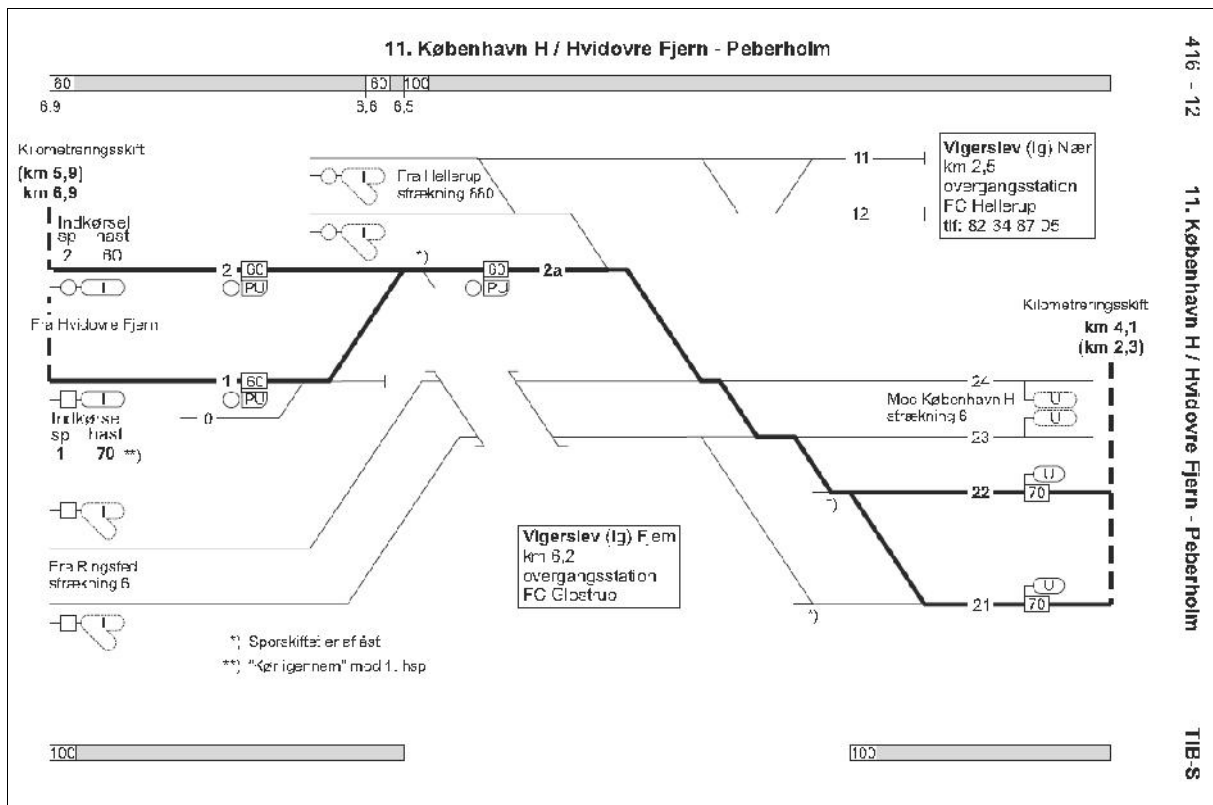 11. København H / Hvidovre Fjern - Peberholm
60 60 100
6,9 6,6 6,5
Kilometreringsskift
(km 5,9)
km 6,9
Indkørsel
sp hast
2 60
Fra Hellerup
strækning 880
11
12
Vigerslev (Ig) Nær
km 2,5
overgangsstation
FC Hellerup
tlf: 82 34 87 05
2 60
PU
*)
60
PU
2a
Fra Hvidovre Fjern
1 60
PU
0
Indkørsel
sp hast
1 70 **)
Kilometreringsskift
km 4,1
(km 2,3)
24
Mod København H
strækning 6
U
U
23
U
22 70
*)
Vigerslev (Ig) Fjern
km 6,2
overgangsstation
FC Glostrup
U
21 70
*)
Fra Ringsted
strækning 6
*) Sporskiftet er aflåst
**) "Kør igennem" mod 1. hsp
100 100
416 - 12
11. København H / Hvidovre Fjern - Peberholm
TIB-S